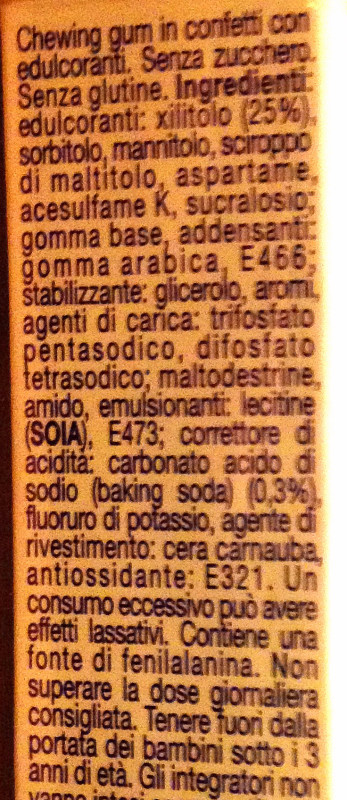 Chewing gum in confetti con
edulcoranti. Senza zucchero.
Senza glutine. Ingredienti:
edulcoranti: xilitolo (25%),
sorbitolo, mannitolo, sciroppo
di maltitolo, aspartame,
acesulfame K, sucralosio;
gomma base, addensanti:
gomma arabica, E466;
stabilizzante: glicerolo, aromi,
agenti di carica: trifosfato
pentasodico, difosfato
tetrasodico; maltodestrine,
amido, emulsionanti: lecitine
(SOIA), E473; correttore di
acidità: carbonato acido di
sodio (baking soda) (0,3%),
fluoruro di potassio, agente di
rivestimento: cera carnauba,
antiossidante: E321. Un
consumo eccessivo può avere
effetti lassativi. Contiene una
fonte di fenilalanina. Non
superare la dose giornaliera
consigliata. Tenere fuori dalla
portata dei bambini sotto i 3
anni di età. Gli integratori non
vanno intesi